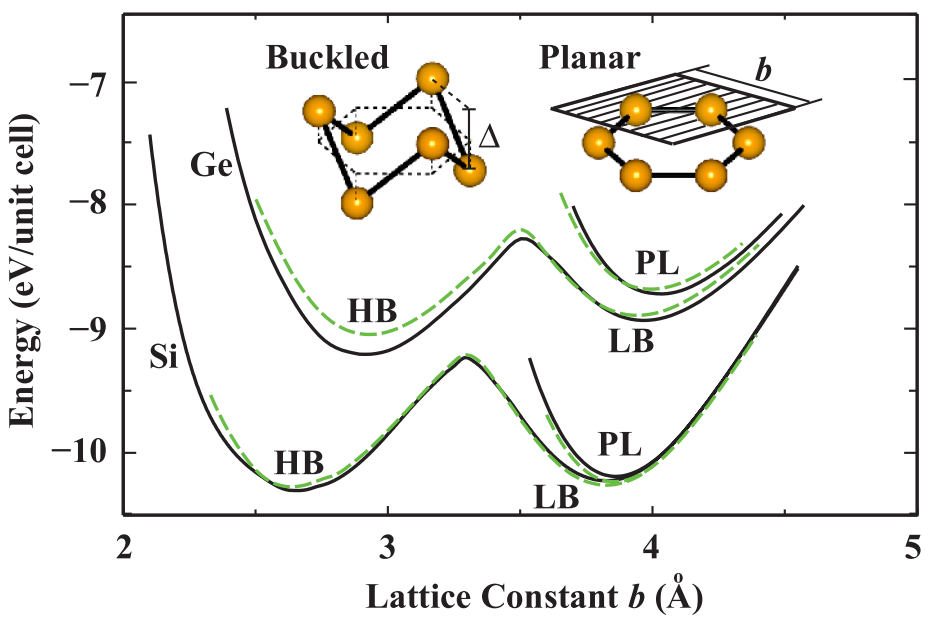 Buckled
Planar
b
Δ
−7
Ge
−8
PL
HB
LB
−9
Si
PL
HB
−10
LB
2
3
4
5
Energy (eV/unit cell)
Lattice Constant b (Å)